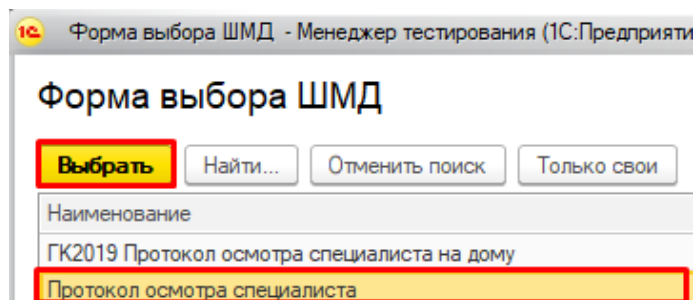 1С Форма выбора ШМД - Менеджер тестирования (1С:Предприяти
Форма выбора ШМД
Выбрать Найти... Отменить поиск Только свои
Наименование
ГК2019 Протокол осмотра специалиста на дому
Протокол осмотра специалиста